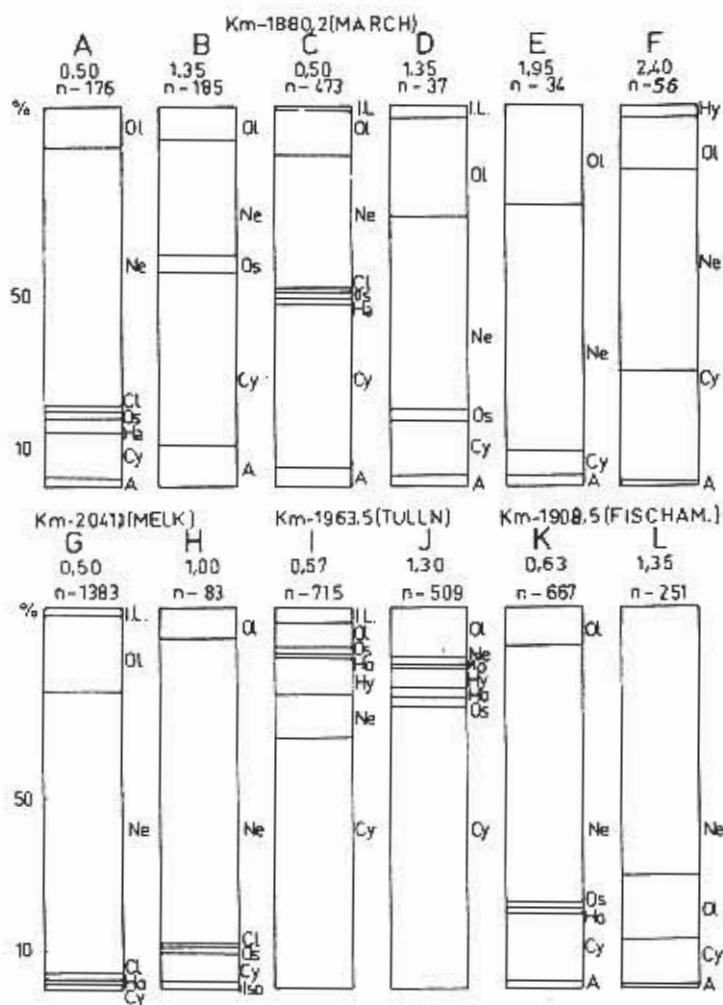 Km-1880,2(MARCH)
A B C D E F
0,50 1,35 0,50 1,35 1,95 2,40
n-176 n-185 n-473 n-37 n-34 n-56
%
50
10
Ol
Ne
Cl
Os
Ha
Cy
A
Ol
Ne
Os
Cy
A
I.L.
Ol
Ne
Cl
Os
Ha
Cy
A
I.L.
Ol
Ne
Os
Cy
A
Ol
Ne
Cy
A
Hy
Ol
Ne
Cy
A
Km-2041,1(MELK) Km-1963,5(TULLN) Km-1908,5(FISCHAM.)
G H I J K L
0,50 1,00 0,57 1,30 0,63 1,35
n-1383 n-83 n-715 n-509 n-667 n-251
%
50
10
I.L.
Ol
Ne
Cl
Ha
Cy
Ol
Ne
Cl
Os
Cy
Iso
I.L.
Ol
Os
Ha
Hy
Ne
Cy
Ol
Ne
Hy
Ha
Os
Cy
Ol
Ne
Os
Ha
Cy
A
Ne
Ol
Cy
A